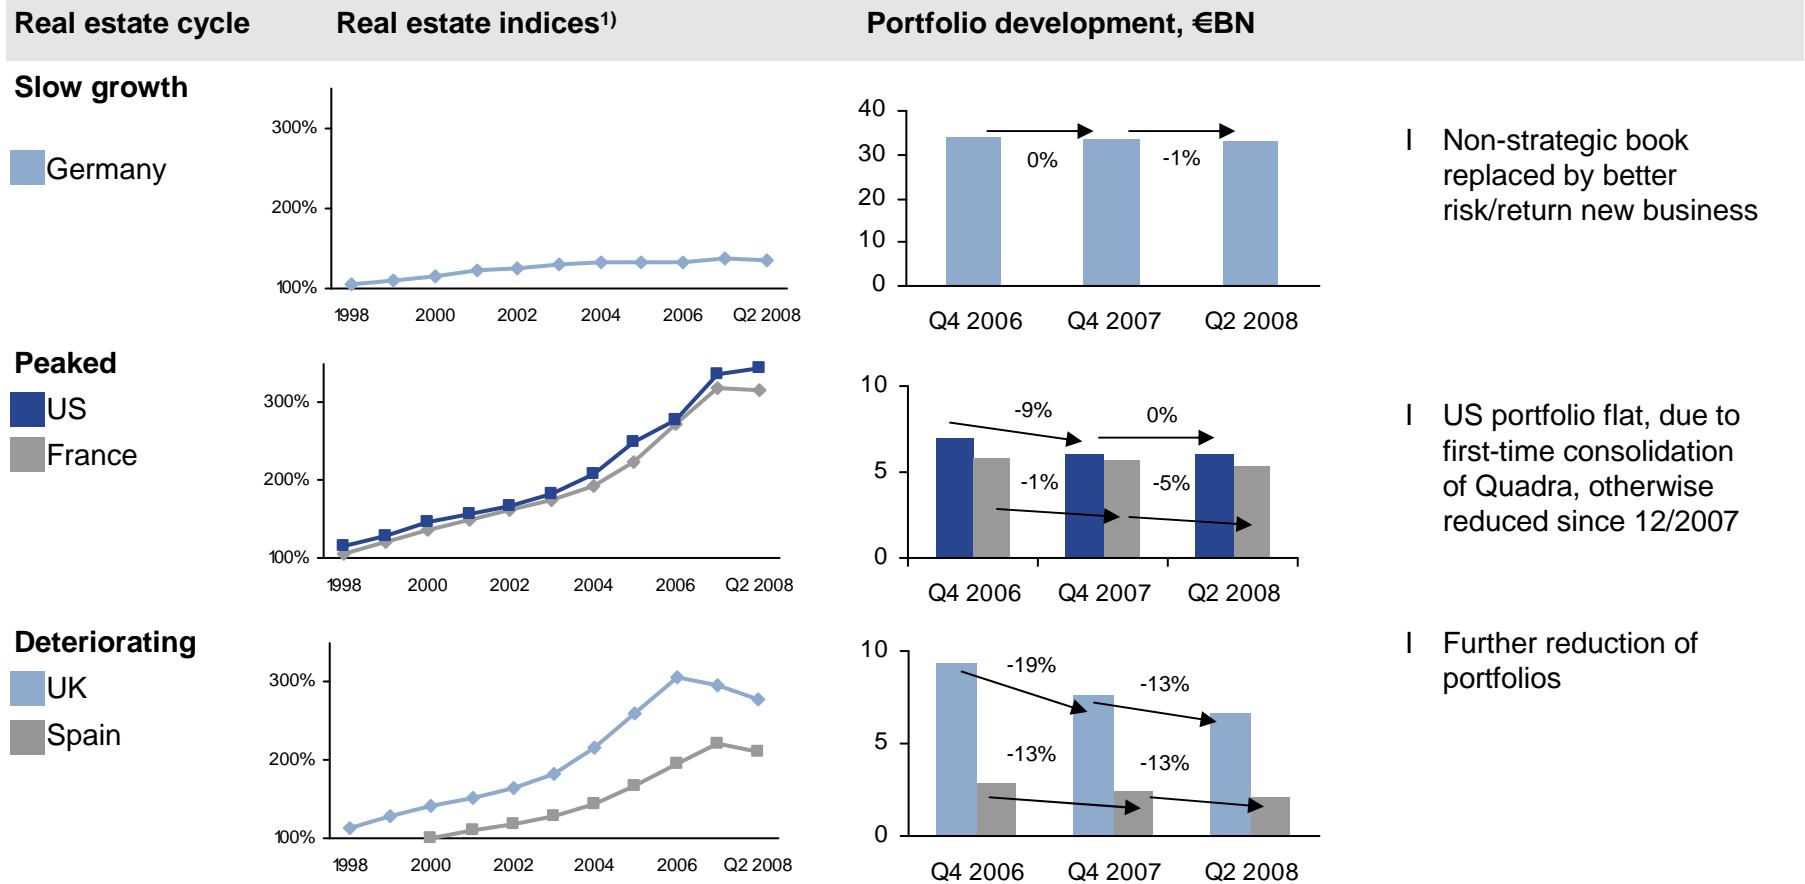 Real estate cycle Real estate indices1) Portfolio development, €BN
Slow growth
Germany
300%
200%
100%
1998 2000 2002 2004 2006 Q2 2008
40
30
20
10
0
0% -1%
Q4 2006 Q4 2007 Q2 2008
I Non-strategic book
replaced by better
risk/return new business
Peaked
US
France
300%
200%
100%
1998 2000 2002 2004 2006 Q2 2008
10
5
0
-9% 0%
-1% -5%
Q4 2006 Q4 2007 Q2 2008
I US portfolio flat, due to
first-time consolidation
of Quadra, otherwise
reduced since 12/2007
Deteriorating
UK
Spain
300%
200%
100%
1998 2000 2002 2004 2006 Q2 2008
10
5
0
-19% -13%
-13% -13%
Q4 2006 Q4 2007 Q2 2008
I Further reduction of
portfolios